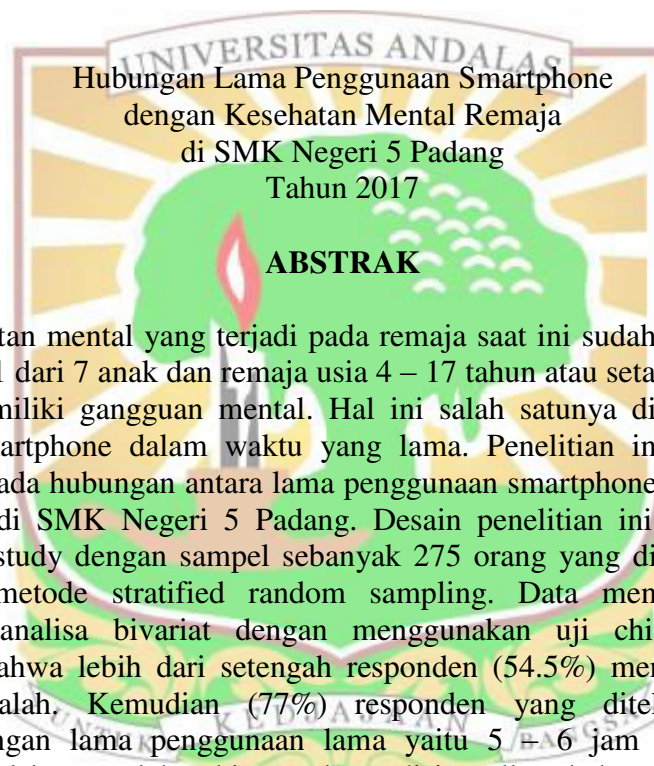 UNIVERSITAS ANDALAS
Hubungan Lama Penggunaan Smartphone
dengan Kesehatan Mental Remaja
di SMK Negeri 5 Padang
Tahun 2017
ABSTRAK
tan mental yang terjadi pada remaja saat ini sudah
1 dari 7 anak dan remaja usia 4 – 17 tahun atau seta
miliki gangguan mental. Hal ini salah satunya di
artphone dalam waktu yang lama. Penelitian in
ada hubungan antara lama penggunaan smartphone
di SMK Negeri 5 Padang. Desain penelitian ini
study dengan sampel sebanyak 275 orang yang di
metode stratified random sampling. Data men
analisa bivariat dengan menggunakan uji chi
ahwa lebih dari setengah responden (54.5%) mer
alah. Kemudian (77%) responden yang ditel
ngan lama penggunaan lama yaitu 5 – 6 jam
UNTUK KEDJAJAAN BANGSA